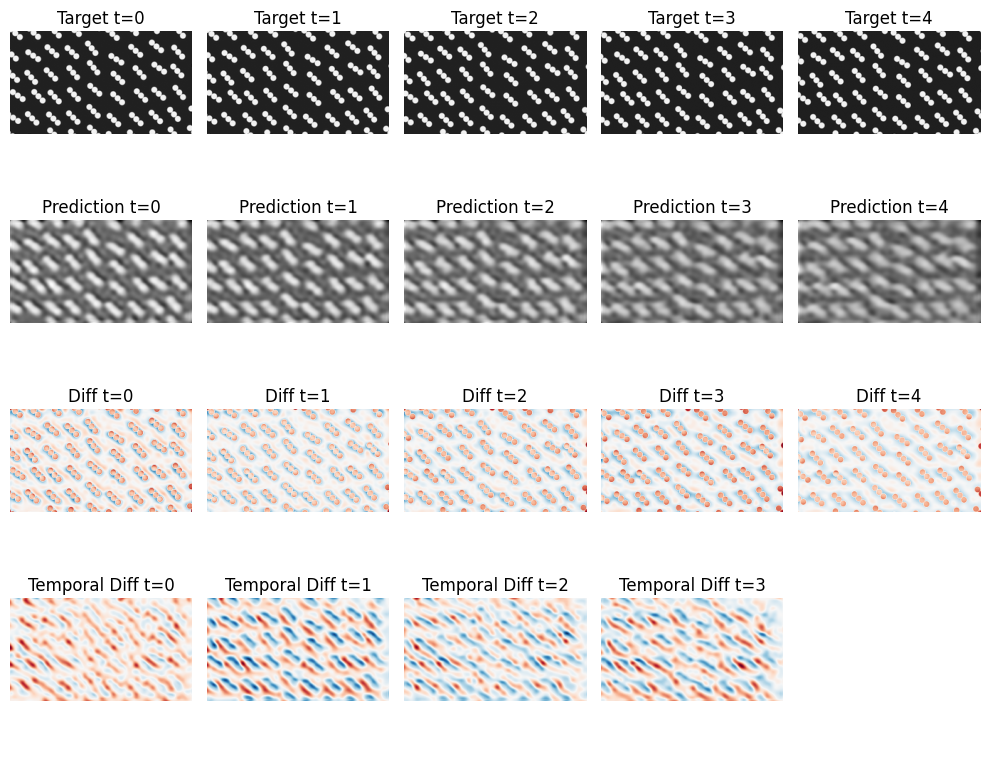 Target t=0 Target t=1 Target t=2 Target t=3 Target t=4
Prediction t=0 Prediction t=1 Prediction t=2 Prediction t=3 Prediction t=4
Diff t=0 Diff t=1 Diff t=2 Diff t=3 Diff t=4
Temporal Diff t=0 Temporal Diff t=1 Temporal Diff t=2 Temporal Diff t=3